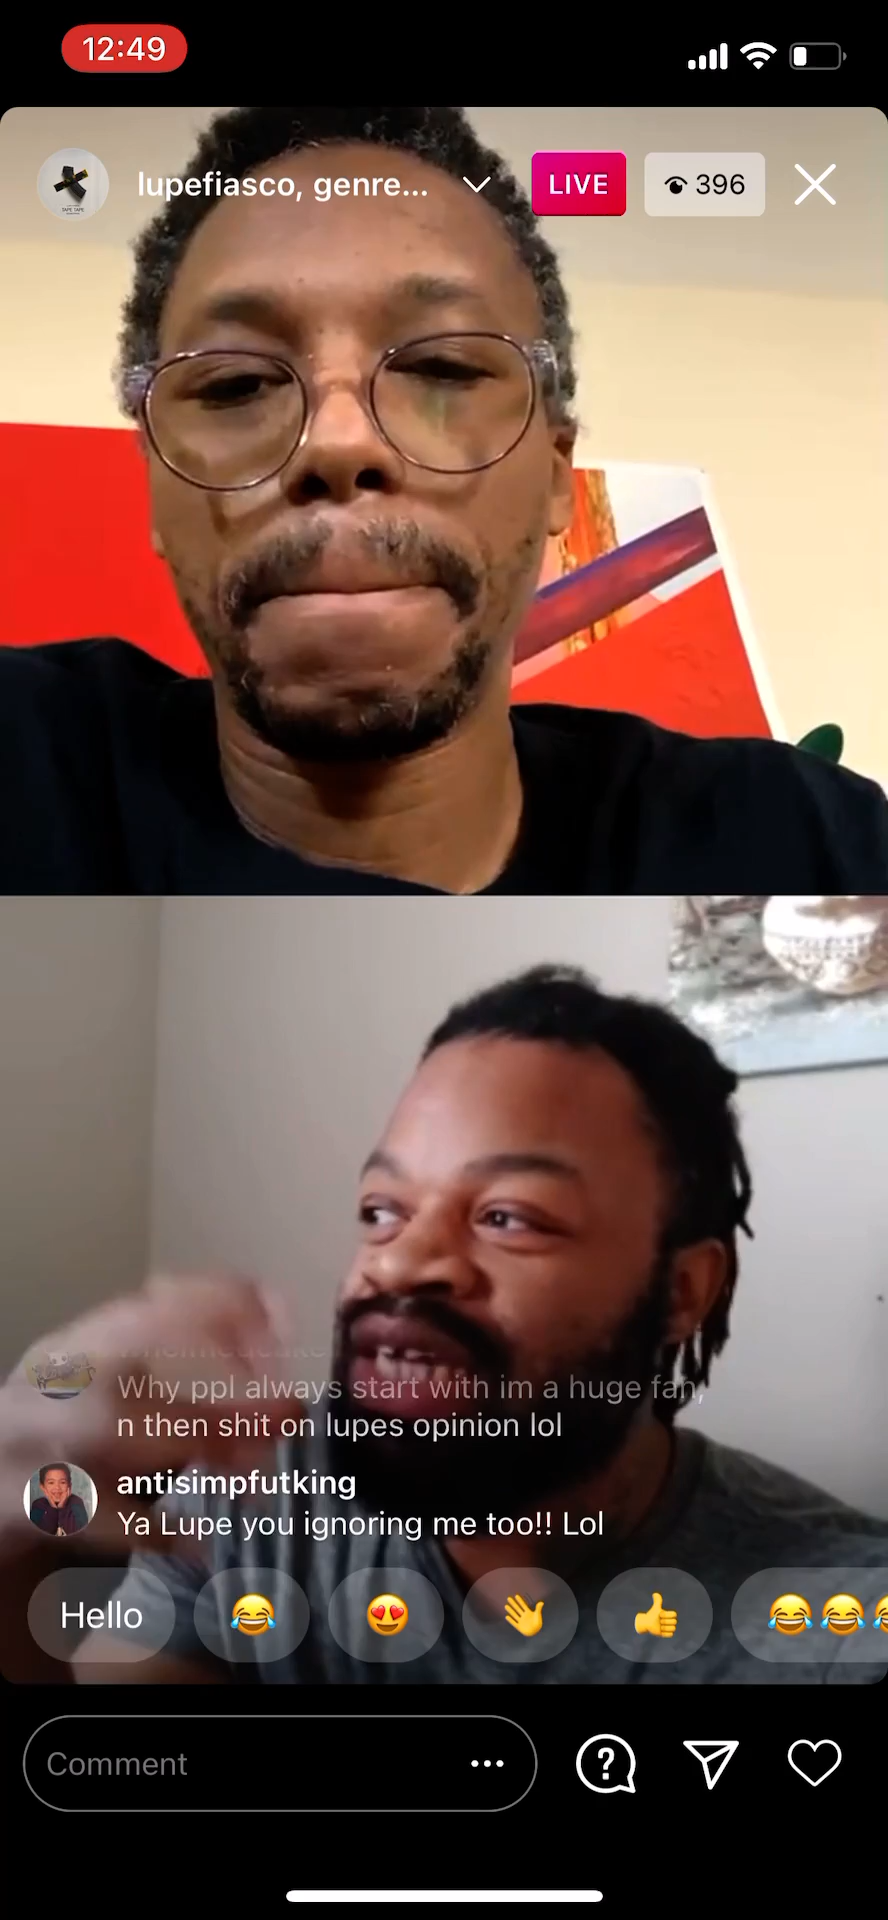 12:49
lupefiasco, genre...
LIVE
396
Why ppl always start with im a huge fan,
n then shit on lupes opinion lol
antisimpfutking
Ya Lupe you ignoring me too!! Lol
Hello
Comment